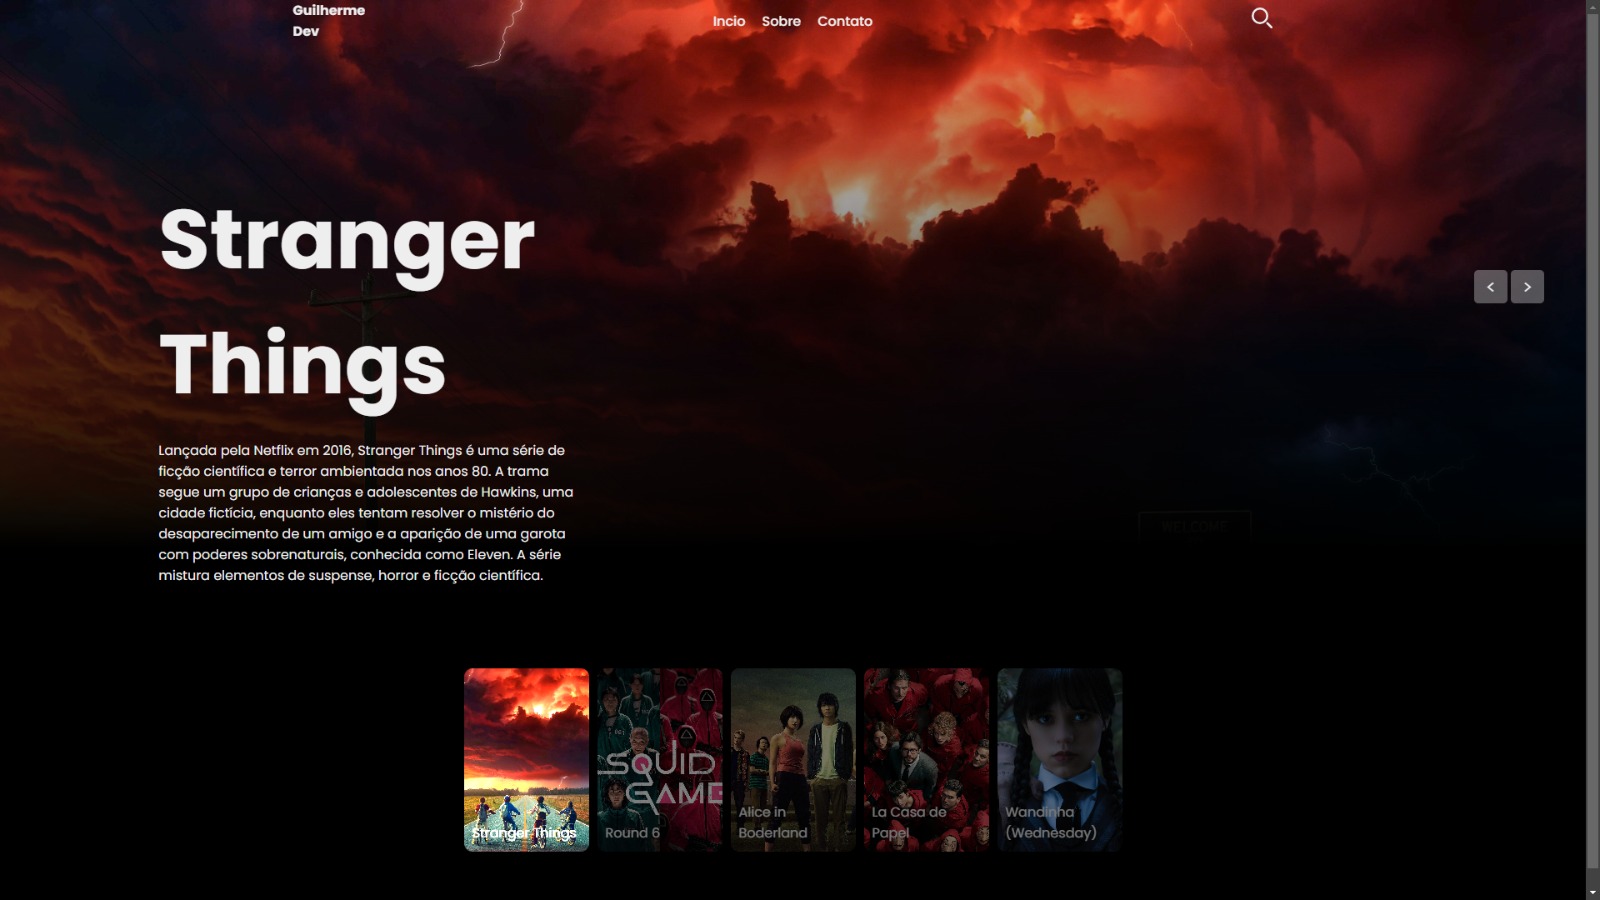 Guilherme
Dev
Incio Sobre Contato
Stranger
Things
Lançada pela Netflix em 2016, Stranger Things é uma série de
ficção científica e terror ambientada nos anos 80. A trama
segue um grupo de crianças e adolescentes de Hawkins, uma
cidade fictícia, enquanto eles tentam resolver o mistério do
desaparecimento de um amigo e a aparição de uma garota
com poderes sobrenaturais, conhecida como Eleven. A série
mistura elementos de suspense, horror e ficção científica.
WELCOME
Stranger Things
SQUID
GAME
Round 6
Alice in
Boderland
La Casa de
Papel
Wandinha
(Wednesday)